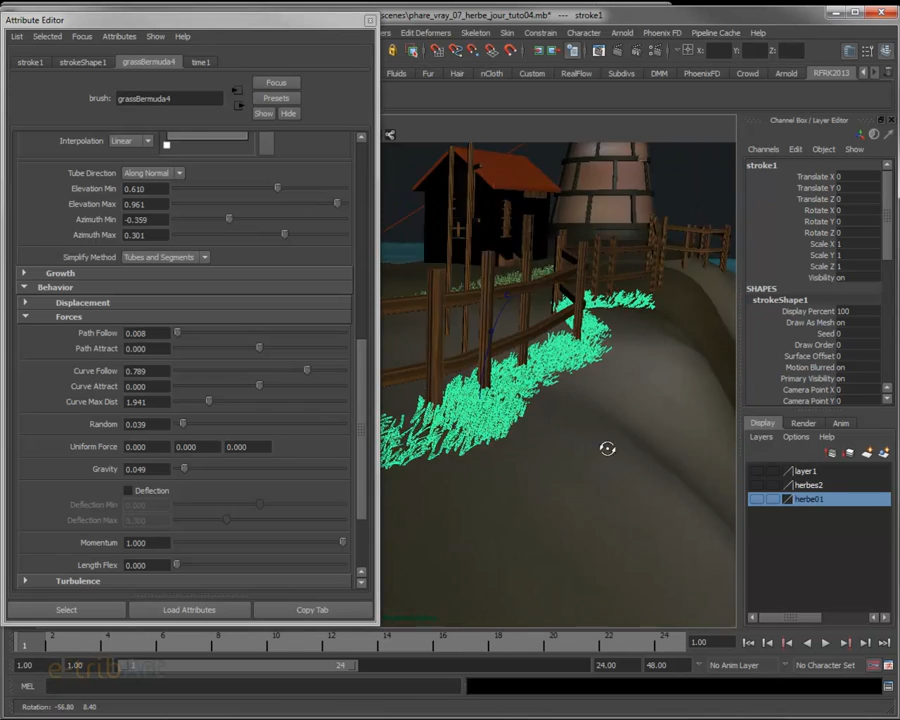 Attribute Editor
scenes/phare_vray_07_herbe_jour_tuto04.mb* --- stroke1
List Selected Focus Attributes Show Help
Edit Deformers Skeleton Skin Constrain Character Arnold Phoenix FD Pipeline Cache
stroke1 strokeShape1 grassBermuda4 time1
X: Y: Z:
Fluids Fur Hair nCloth Custom RealFlow Subdivs DMM PhoenixFD Crowd Arnold RFRK2013
Focus
brush: grassBermuda4
Presets
Show Hide
Channel Box / Layer Editor
Interpolation Linear
Channels Edit Object Show
stroke1
Tube Direction Along Normal
Translate X 0
Elevation Min 0.610
Translate Y 0
Elevation Max 0.961
Translate Z 0
Azimuth Min -0.359
Rotate X 0
Azimuth Max 0.301
Rotate Y 0
Rotate Z 0
Simplify Method Tubes and Segments
Scale X 1
Scale Y 1
Growth
Scale Z 1
Behavior
Visibility on
SHAPES
Displacement
strokeShape1
Forces
Display Percent 100
Path Follow 0.008
Draw As Mesh on
Path Attract 0.000
Seed 0
Draw Order 0
Curve Follow 0.789
Surface Offset 0
Curve Attract 0.000
Motion Blurred on
Curve Max Dist 1.941
Primary Visibility on
Random 0.039
Camera Point X 0
Camera Point Y 0
Uniform Force 0.000 0.000 0.000
Display Render Anim
Gravity 0.049
Layers Options Help
Deflection
layer1
Deflection Min 0.000
herbes2
Deflection Max
herbe01
Momentum 1.000
Length Flex 0.000
Turbulence
Select Load Attributes Copy Tab
2 4 6 8 10 12 14 16 18 20 22 24
1
1.00
1.00 1.00 1 24 24.00 48.00 No Anim Layer No Character Set
MEL
Rotation: -56.80 8.40